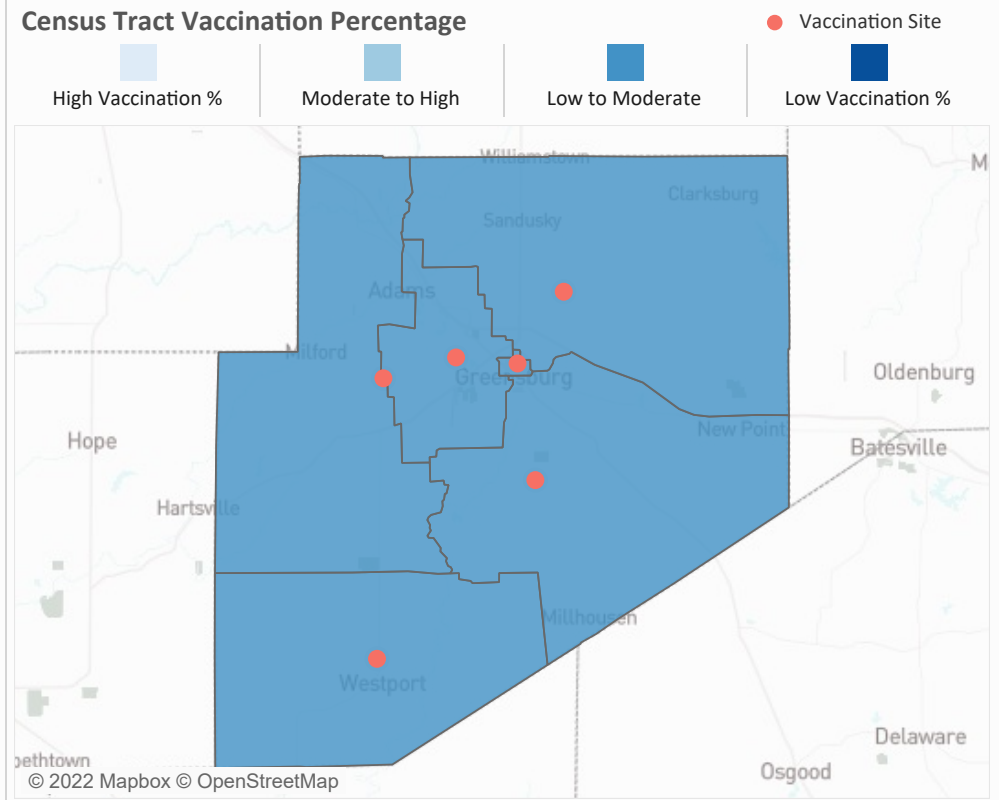 Census Tract Vaccination Percentage
Vaccination Site
High Vaccination %
Moderate to High
Low to Moderate
Low Vaccination %
Williamstown
M
Clarksburg
Sandusky
Adams
Milford
Oldenburg
Greensburg
New Point
Hope
Batesville
Hartsville
Millhousen
Westport
Delaware
pethtown
Osgood
© 2022 Mapbox © OpenStreetMap